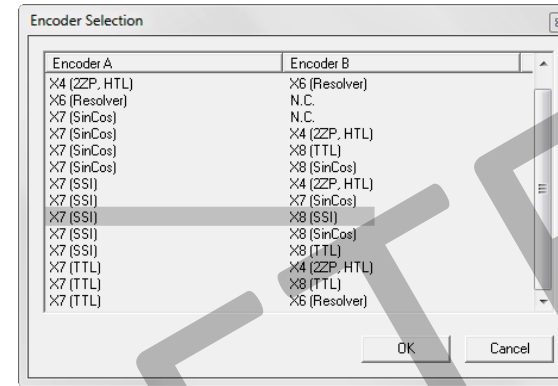 Encoder Selection
Encoder A Encoder B
X4 (2ZP, HTL) X6 (Resolver)
X6 (Resolver) N.C.
X7 (SinCos) N.C.
X7 (SinCos) X4 (2ZP, HTL)
X7 (SinCos) X8 (TTL)
X7 (SinCos) X8 (SinCos)
X7 (SSI) X4 (2ZP, HTL)
X7 (SSI) X7 (SinCos)
X7 (SSI) X8 (SSI)
X7 (SSI) X8 (SinCos)
X7 (SSI) X8 (TTL)
X7 (TTL) X4 (2ZP, HTL)
X7 (TTL) X8 (TTL)
X7 (TTL) X6 (Resolver)
OK Cancel